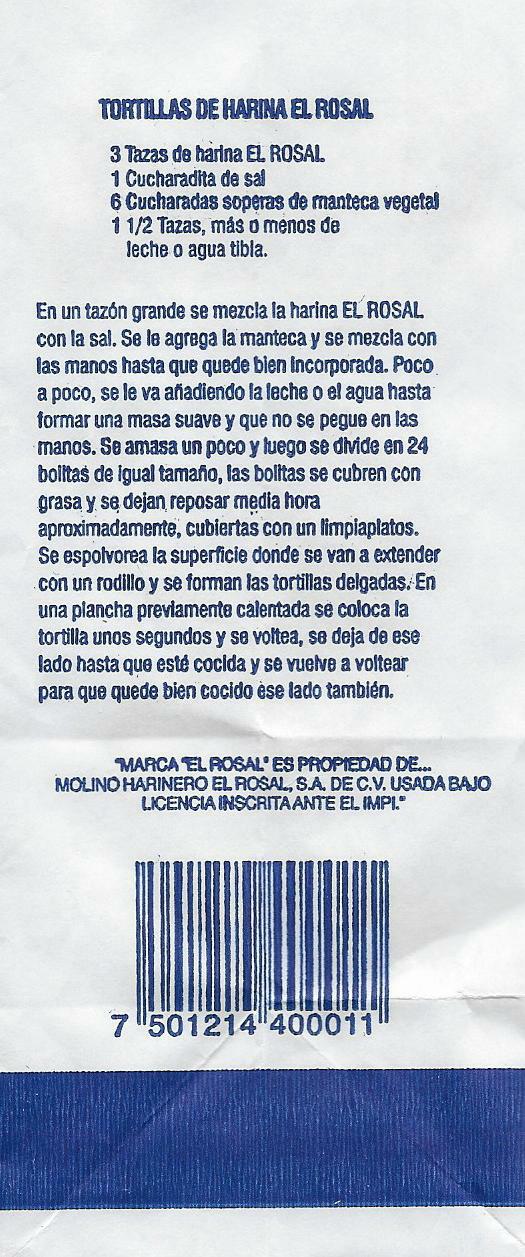 TORTILLAS DE HARINA EL ROSAL
3 Tazas de harina EL ROSAL
1 Cucharadita de sal
6 Cucharadas soperas de manteca vegetal
1 1/2 Tazas, más o menos de
leche o agua tibia.
En un tazón grande se mezcla la harina EL ROSAL
con la sal. Se le agrega la manteca y se mezcla con
las manos hasta que quede bien incorporada. Poco
a poco, se le va añadiendo la leche o el agua hasta
formar una masa suave y que no se pegue en las
manos. Se amasa un poco y luego se divide en 24
bolitas de igual tamaño, las bolitas se cubren con
grasa y se dejan reposar media hora
aproximadamente, cubiertas con un limpiaplatos.
Se espolvorea la superficie donde se van a extender
con un rodillo y se forman las tortillas delgadas. En
una plancha previamente calentada se coloca la
tortilla unos segundos y se voltea, se deja de ese
lado hasta que esté cocida y se vuelve a voltear
para que quede bien cocido ese lado también.
"MARCA "EL ROSAL" ES PROPIEDAD DE...
MOLINO HARINERO EL ROSAL, S.A. DE C.V. USADA BAJO
LICENCIA INSCRITA ANTE EL IMPI."
7 501214 400011